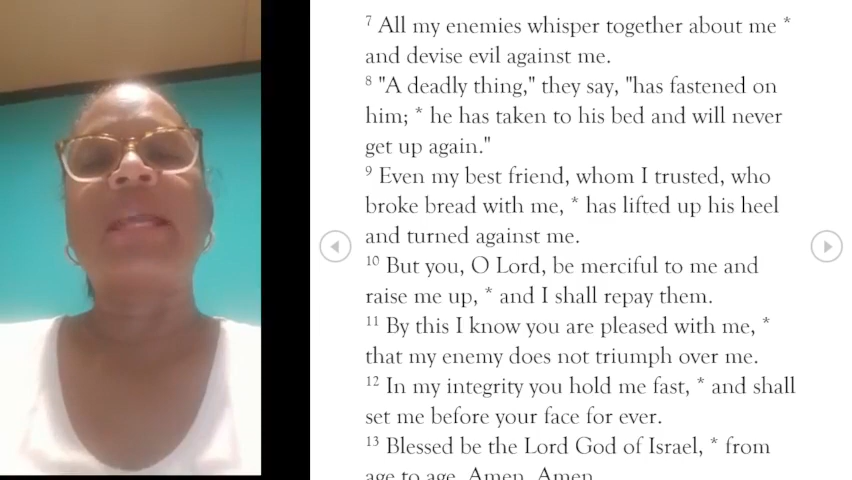 7 All my enemies whisper together about me *
and devise evil against me.
8 "A deadly thing," they say, "has fastened on
him; * he has taken to his bed and will never
get up again."
9 Even my best friend, whom I trusted, who
broke bread with me, * has lifted up his heel
and turned against me.
10 But you, O Lord, be merciful to me and
raise me up, * and I shall repay them.
11 By this I know you are pleased with me, *
that my enemy does not triumph over me.
12 In my integrity you hold me fast, * and shall
set me before your face for ever.
13 Blessed be the Lord God of Israel, * from
age to age. Amen. Amen.